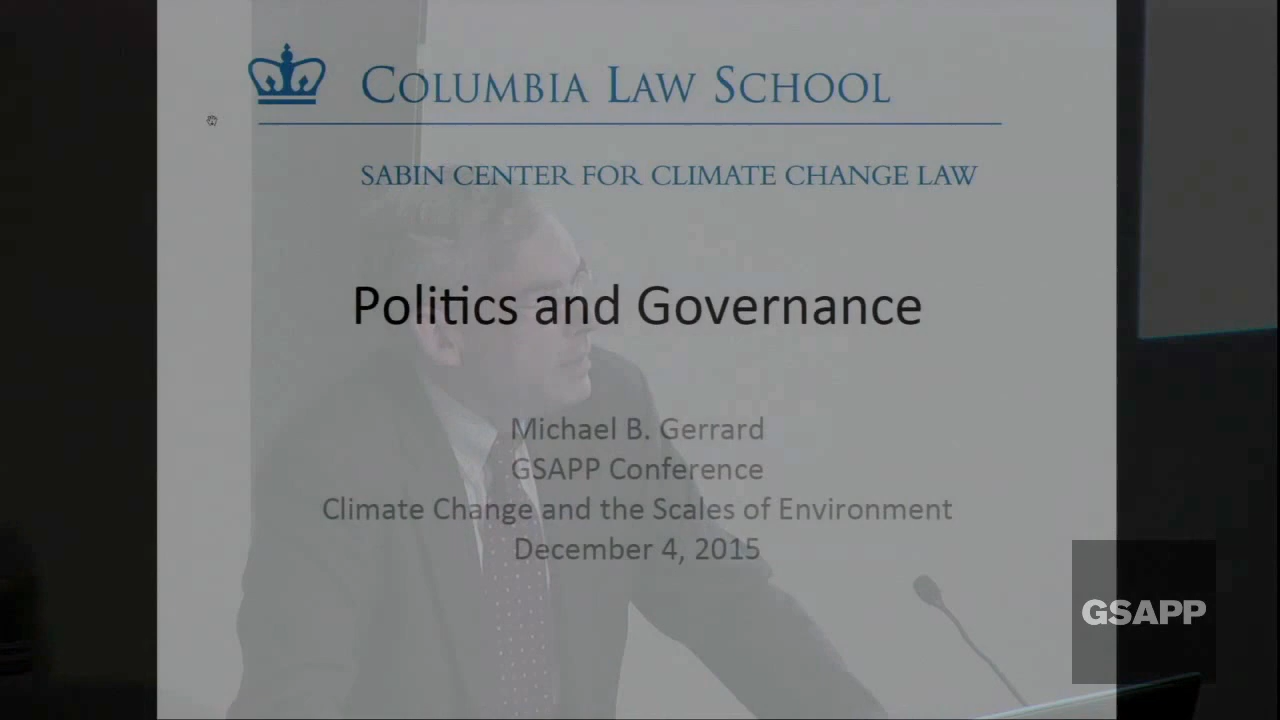 COLUMBIA LAW SCHOOL
SABIN CENTER FOR CLIMATE CHANGE LAW
Politics and Governance
Michael B. Gerrard
GSAPP Conference
Climate Change and the Scales of Environment
December 4, 2015
GSAPP